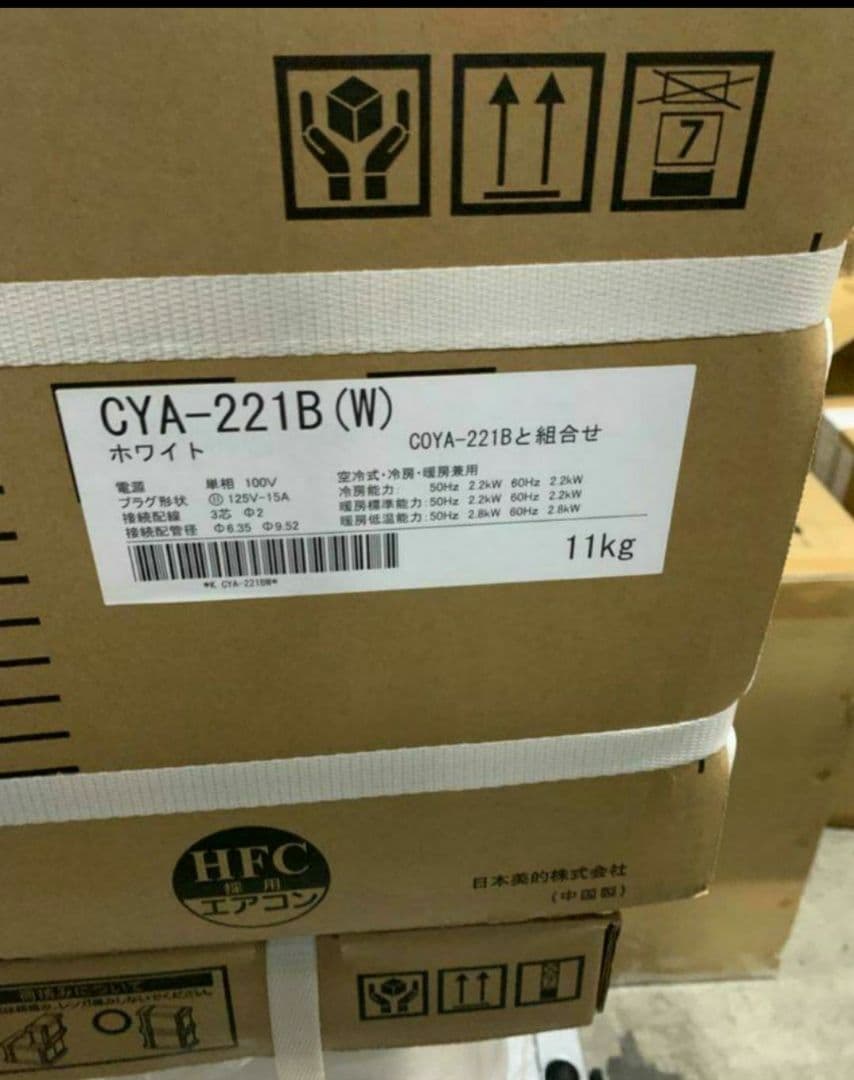 7
CYA-221B(W)
ホワイト
COYA-221Bと組合せ
電源 単相 100V
プラグ形状 125V-15A
接続配線 3芯 Φ2
接続配管径 Φ6.35 Φ9.52
空冷式・冷房・暖房兼用
冷房能力: 50Hz 2.2kW 60Hz 2.2kW
暖房標準能力:50Hz 2.2kW 60Hz 2.2kW
暖房低温能力:50Hz 2.8kW 60Hz 2.8kW
11kg
*K CYA-221BW*
HFC
採用
エアコン
日本美的株式会社
(中国製)